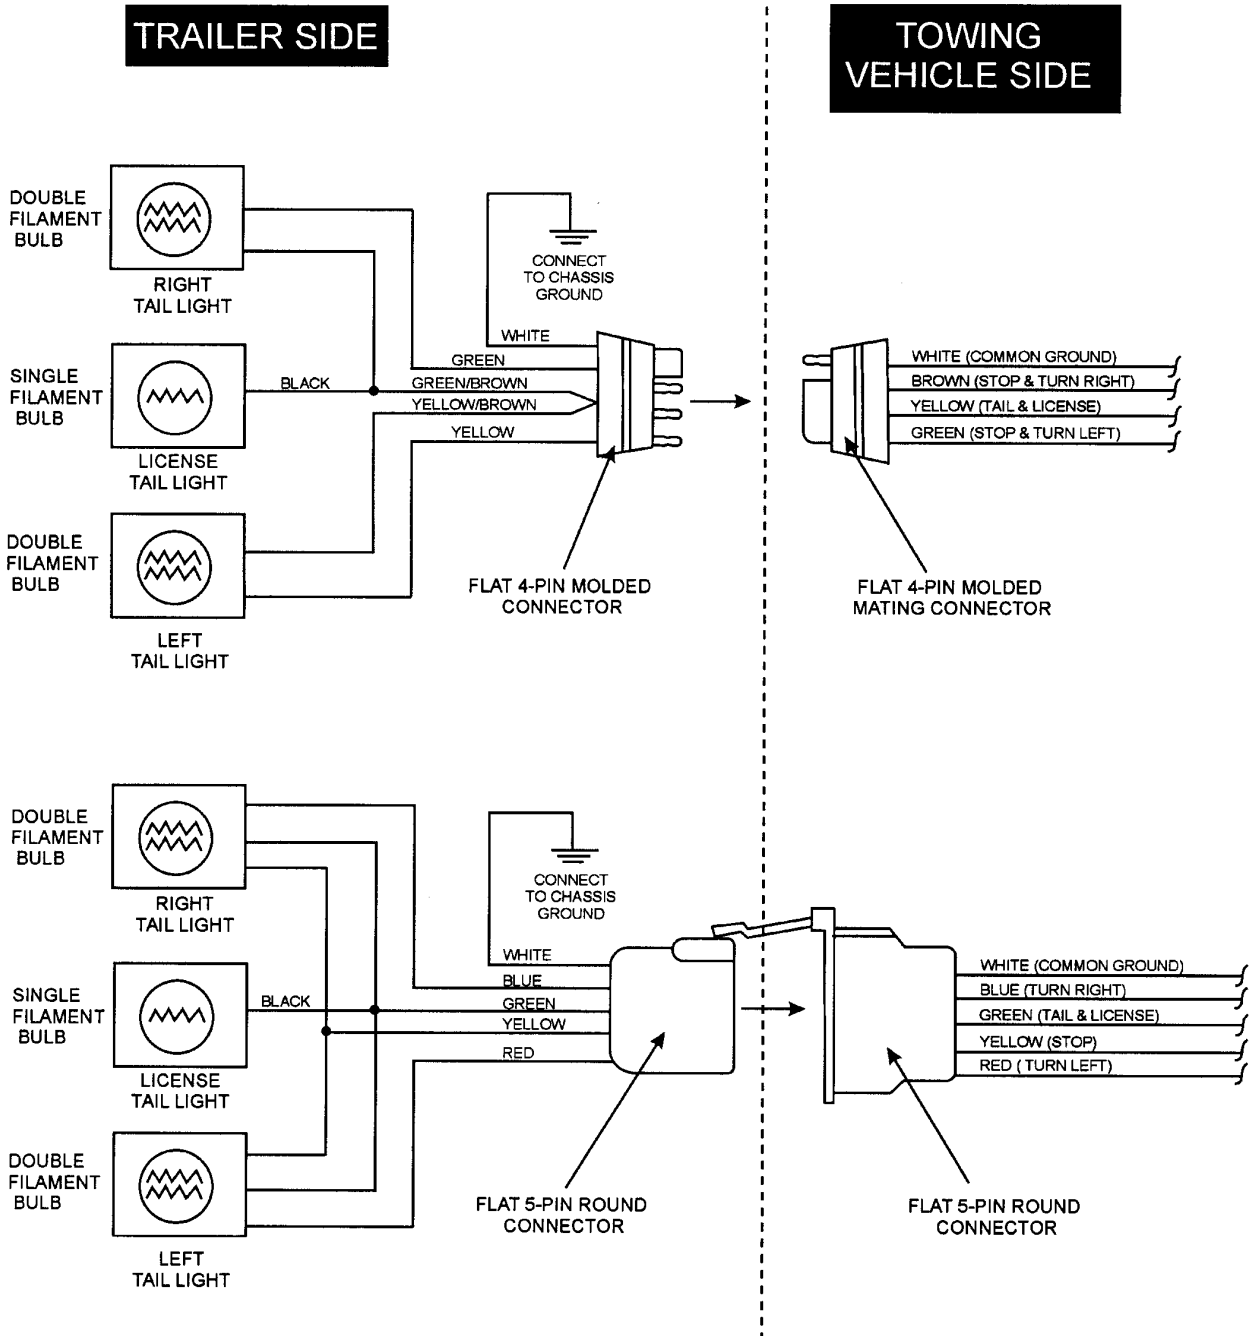 TRAILER SIDE
TOWING
VEHICLE SIDE
DOUBLE
FILAMENT
BULB
RIGHT
TAIL LIGHT
SINGLE
FILAMENT
BULB
BLACK
LICENSE
TAIL LIGHT
DOUBLE
FILAMENT
BULB
LEFT
TAIL LIGHT
CONNECT
TO CHASSIS
GROUND
WHITE
GREEN
GREEN/BROWN
YELLOW/BROWN
YELLOW
FLAT 4-PIN MOLDED
CONNECTOR
WHITE (COMMON GROUND)
BROWN (STOP & TURN RIGHT)
YELLOW (TAIL & LICENSE)
GREEN (STOP & TURN LEFT)
FLAT 4-PIN MOLDED
MATING CONNECTOR
DOUBLE
FILAMENT
BULB
RIGHT
TAIL LIGHT
SINGLE
FILAMENT
BULB
BLACK
LICENSE
TAIL LIGHT
DOUBLE
FILAMENT
BULB
LEFT
TAIL LIGHT
CONNECT
TO CHASSIS
GROUND
WHITE
BLUE
GREEN
YELLOW
RED
FLAT 5-PIN ROUND
CONNECTOR
WHITE (COMMON GROUND)
BLUE (TURN RIGHT)
GREEN (TAIL & LICENSE)
YELLOW (STOP)
RED ( TURN LEFT)
FLAT 5-PIN ROUND
CONNECTOR